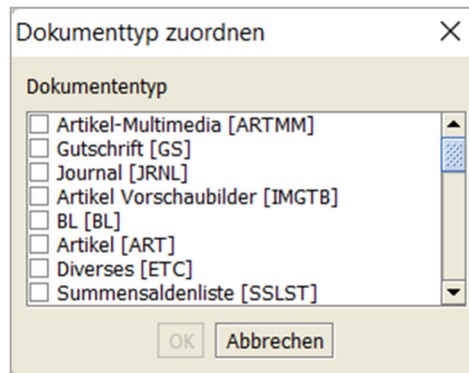 Dokumenttyp zuordnen
Dokumententyp
Artikel-Multimedia [ARTMM]
Gutschrift [GS]
Journal [JRNL]
Artikel Vorschaubilder [IMGTB]
BL [BL]
Artikel [ART]
Diverses [ETC]
Summensaldenliste [SSLST]
OK Abbrechen